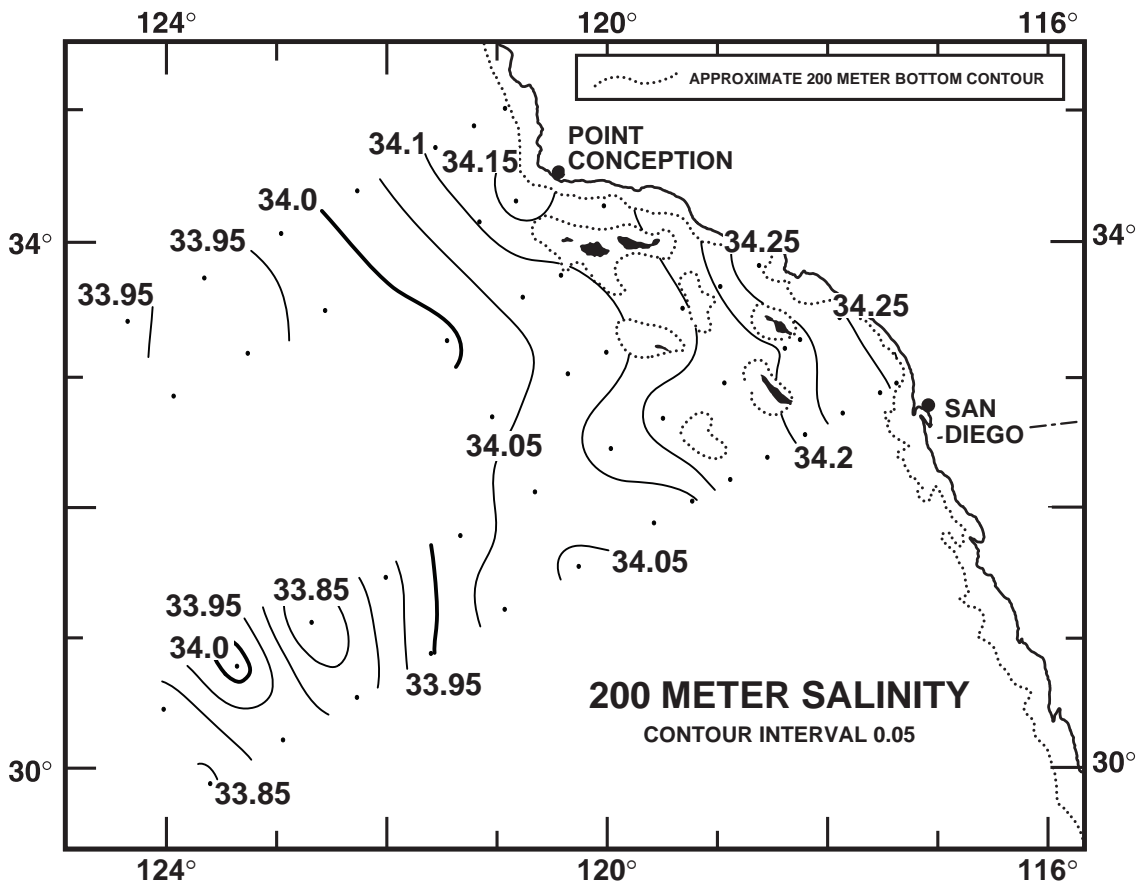 124° 120° 116°
APPROXIMATE 200 METER BOTTOM CONTOUR
POINT
CONCEPTION
34.1
34.15
34.0
33.95
34°
34.25
34°
33.95
34.25
SAN
DIEGO
34.05
34.2
34.05
33.85
33.95
34.0
33.95
200 METER SALINITY
CONTOUR INTERVAL 0.05
30°
30°
33.85
124° 120° 116°